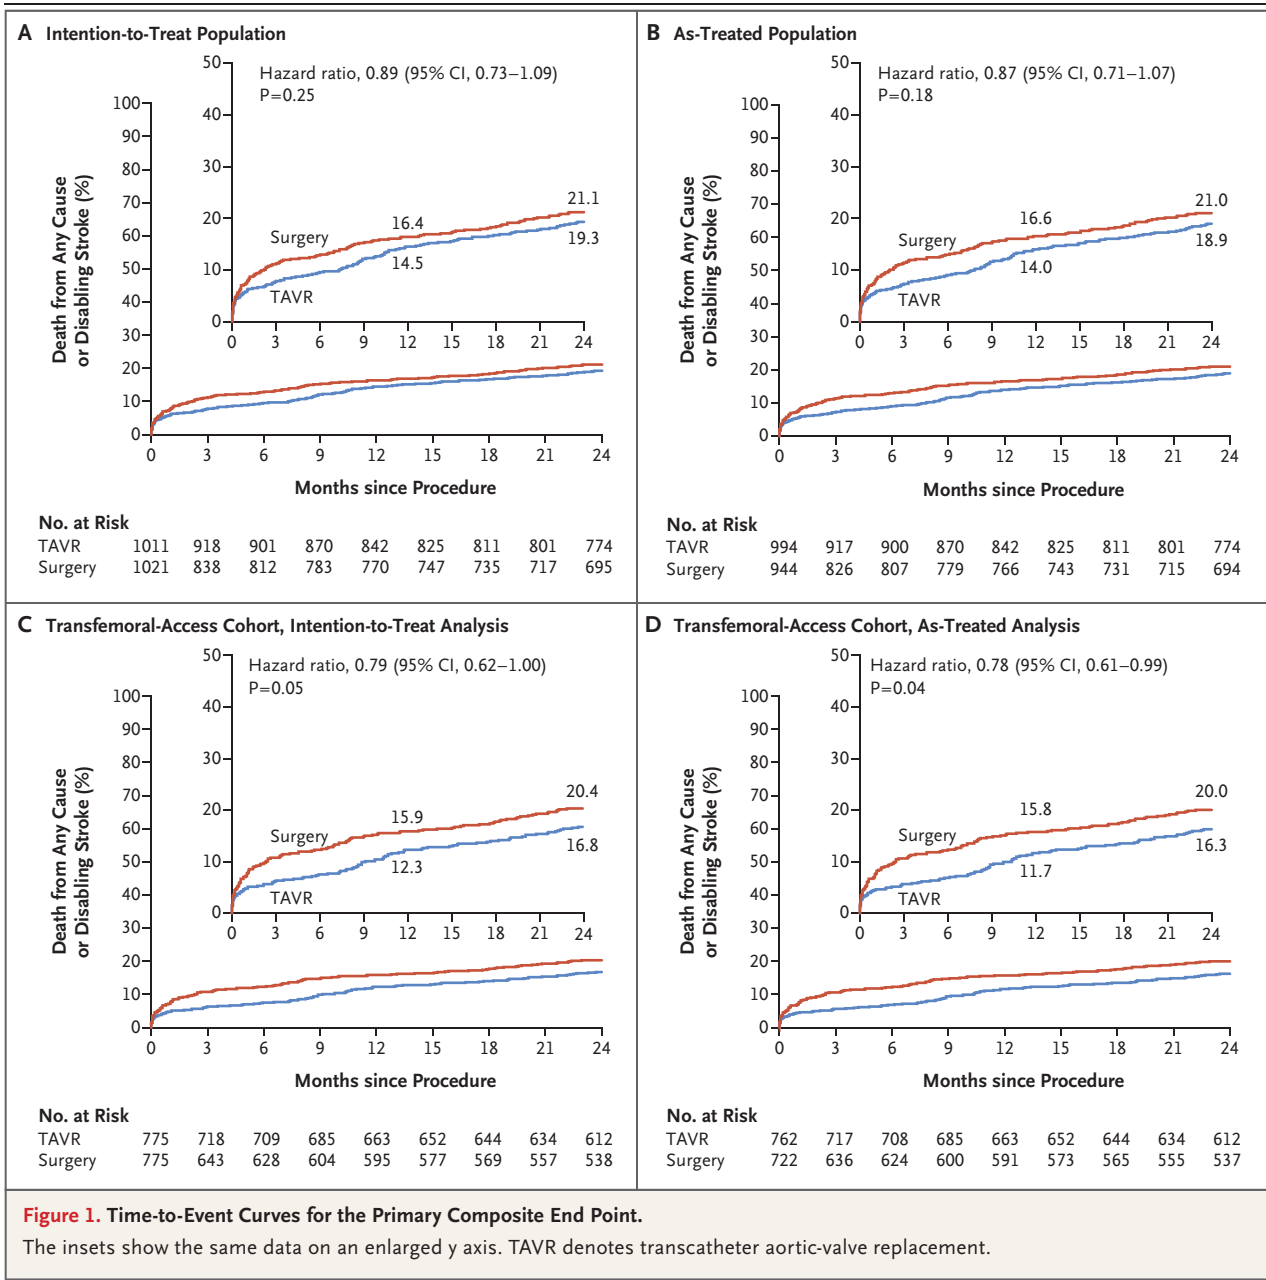 A Intention-to-Treat Population
Hazard ratio, 0.89 (95% CI, 0.73–1.09)
P=0.25
50
40
30
20
10
0
Surgery
TAVR
16.4
14.5
21.1
19.3
0 3 6 9 12 15 18 21 24
Death from Any Cause
or Disabling Stroke (%)
100
90
80
70
60
50
40
30
20
10
0
0 3 6 9 12 15 18 21 24
Months since Procedure
No. at Risk
TAVR 1011 918 901 870 842 825 811 801 774
Surgery 1021 838 812 783 770 747 735 717 695
B As-Treated Population
Hazard ratio, 0.87 (95% CI, 0.71–1.07)
P=0.18
50
40
30
20
10
0
Surgery
TAVR
16.6
14.0
21.0
18.9
0 3 6 9 12 15 18 21 24
Death from Any Cause
or Disabling Stroke (%)
100
90
80
70
60
50
40
30
20
10
0
0 3 6 9 12 15 18 21 24
Months since Procedure
No. at Risk
TAVR 994 917 900 870 842 825 811 801 774
Surgery 944 826 807 779 766 743 731 715 694
C Transfemoral-Access Cohort, Intention-to-Treat Analysis
Hazard ratio, 0.79 (95% CI, 0.62–1.00)
P=0.05
50
40
30
20
10
0
Surgery
TAVR
15.9
12.3
20.4
16.8
0 3 6 9 12 15 18 21 24
Death from Any Cause
or Disabling Stroke (%)
100
90
80
70
60
50
40
30
20
10
0
0 3 6 9 12 15 18 21 24
Months since Procedure
No. at Risk
TAVR 775 718 709 685 663 652 644 634 612
Surgery 775 643 628 604 595 577 569 557 538
D Transfemoral-Access Cohort, As-Treated Analysis
Hazard ratio, 0.78 (95% CI, 0.61–0.99)
P=0.04
50
40
30
20
10
0
Surgery
TAVR
15.8
11.7
20.0
16.3
0 3 6 9 12 15 18 21 24
Death from Any Cause
or Disabling Stroke (%)
100
90
80
70
60
50
40
30
20
10
0
0 3 6 9 12 15 18 21 24
Months since Procedure
No. at Risk
TAVR 762 717 708 685 663 652 644 634 612
Surgery 722 636 624 600 591 573 565 555 537
Figure 1. Time-to-Event Curves for the Primary Composite End Point.
The insets show the same data on an enlarged y axis. TAVR denotes transcatheter aortic-valve replacement.